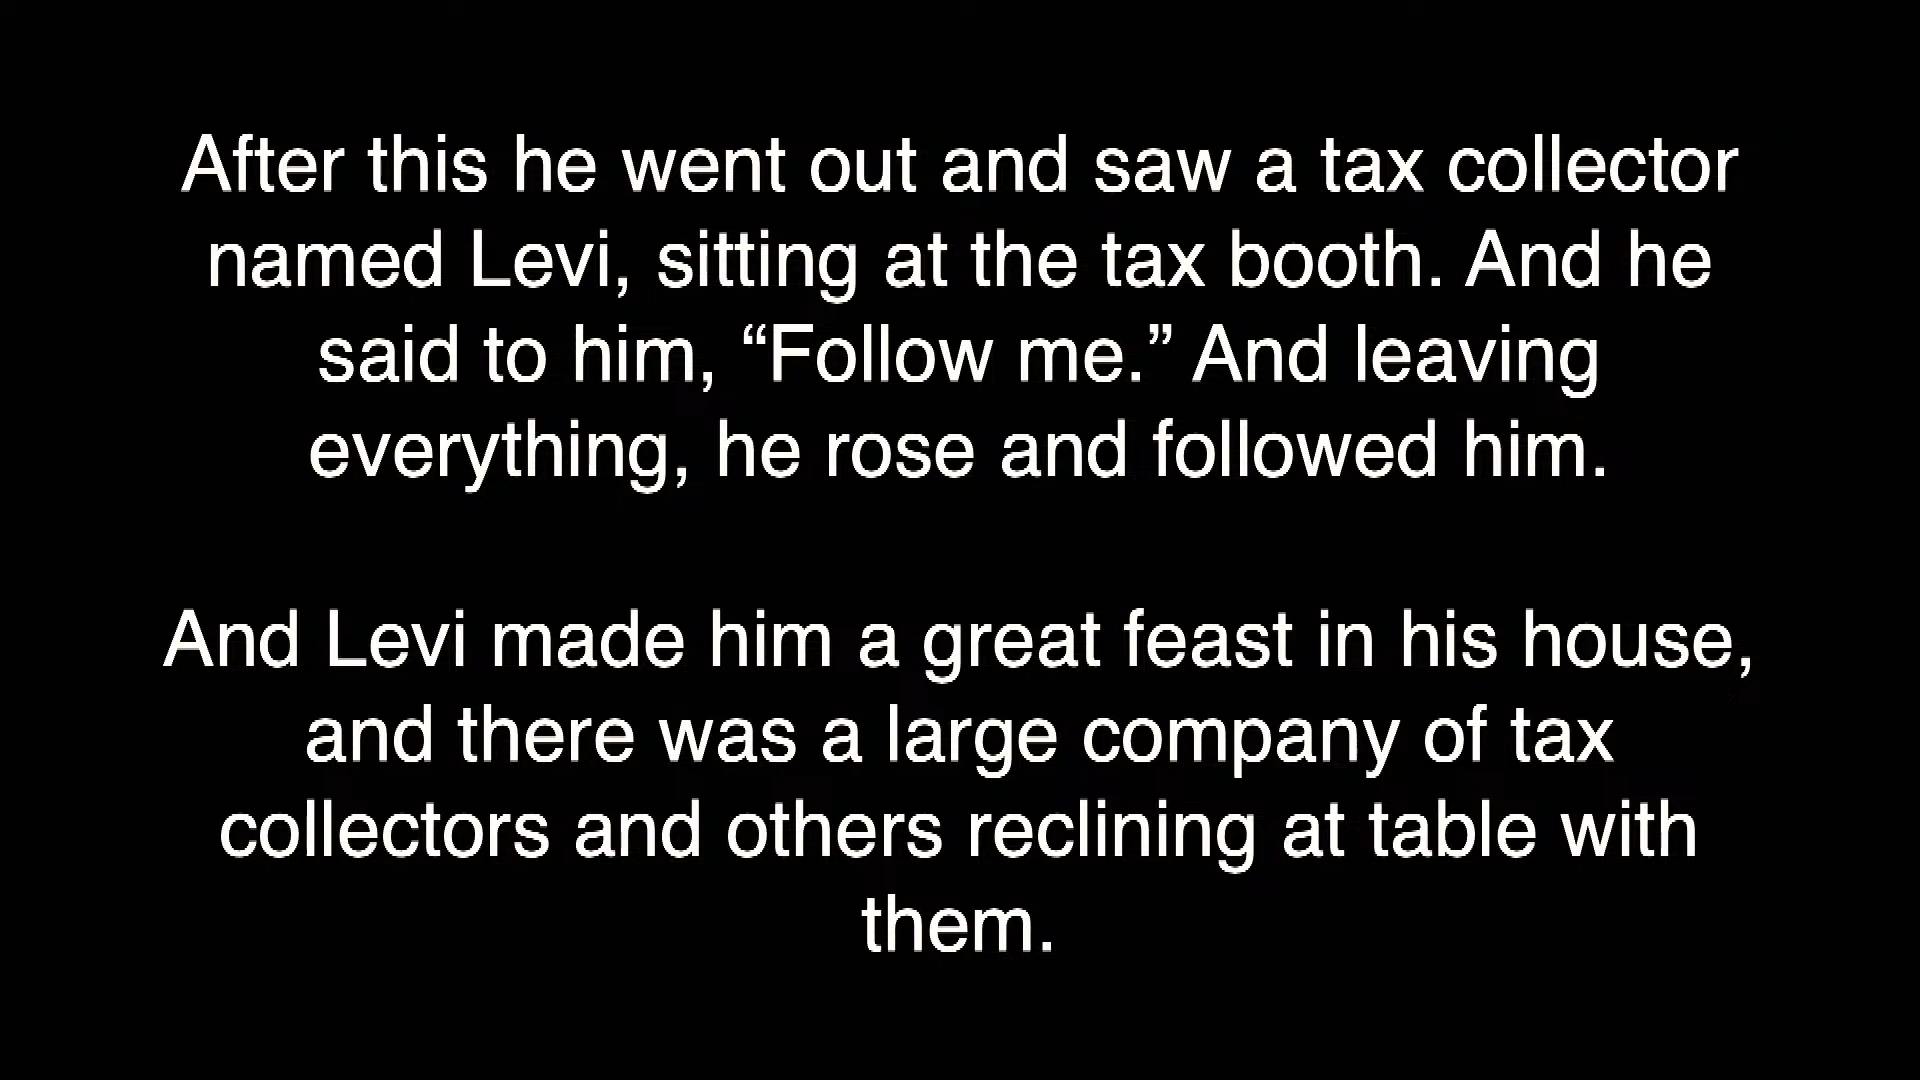 After this he went out and saw a tax collector
named Levi, sitting at the tax booth. And he
said to him, “Follow me.” And leaving
everything, he rose and followed him.
And Levi made him a great feast in his house,
and there was a large company of tax
collectors and others reclining at table with
them.